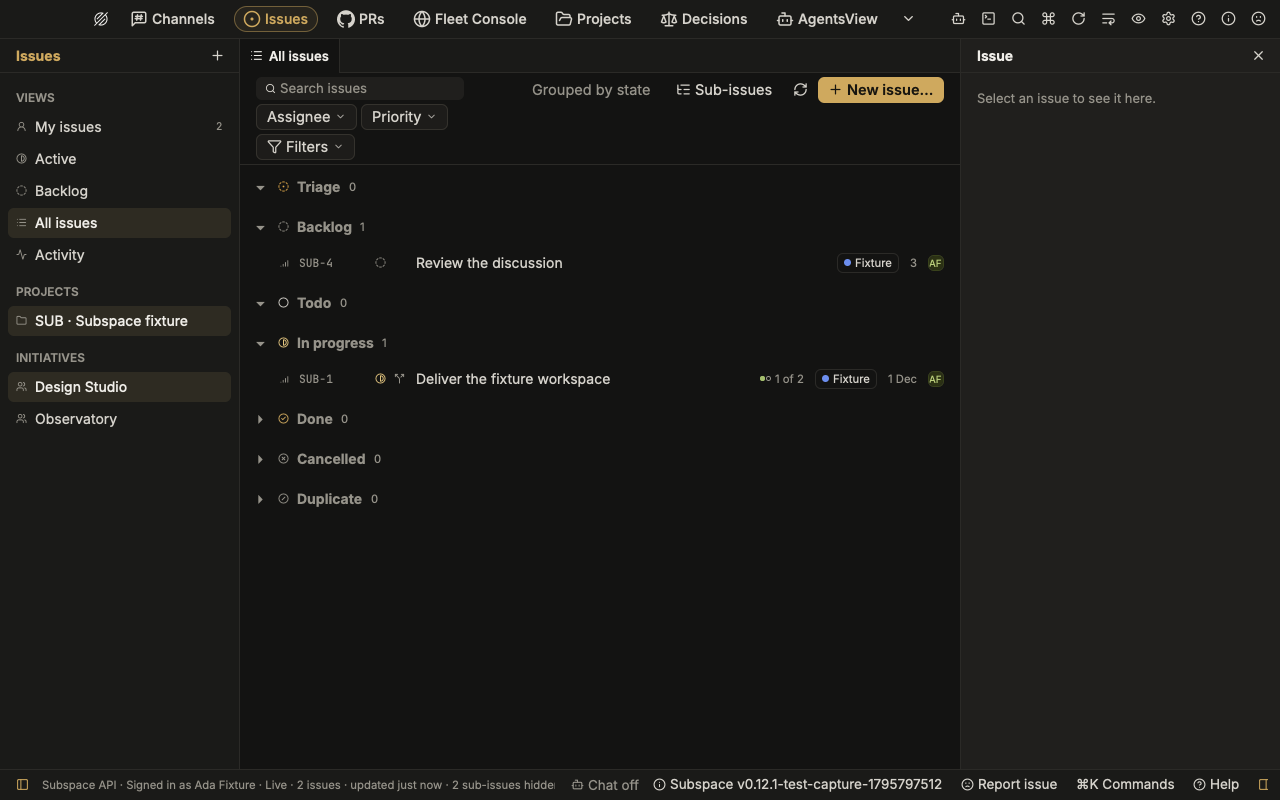 Channels
Issues
PRs
Fleet Console
Projects
Decisions
AgentsView
Issues
All issues
Issue
Search issues
Grouped by state
Sub-issues
New issue...
Select an issue to see it here.
Assignee
Priority
Filters
VIEWS
My issues 2
Active
Backlog
All issues
Activity
PROJECTS
SUB · Subspace fixture
INITIATIVES
Design Studio
Observatory
Triage 0
Backlog 1
SUB-4 Review the discussion Fixture 3 AF
Todo 0
In progress 1
SUB-1 Deliver the fixture workspace 1 of 2 Fixture 1 Dec AF
Done 0
Cancelled 0
Duplicate 0
Subspace API · Signed in as Ada Fixture · Live · 2 issues · updated just now · 2 sub-issues hidde
Chat off
Subspace v0.12.1-test-capture-1795797512
Report issue
⌘K Commands
Help